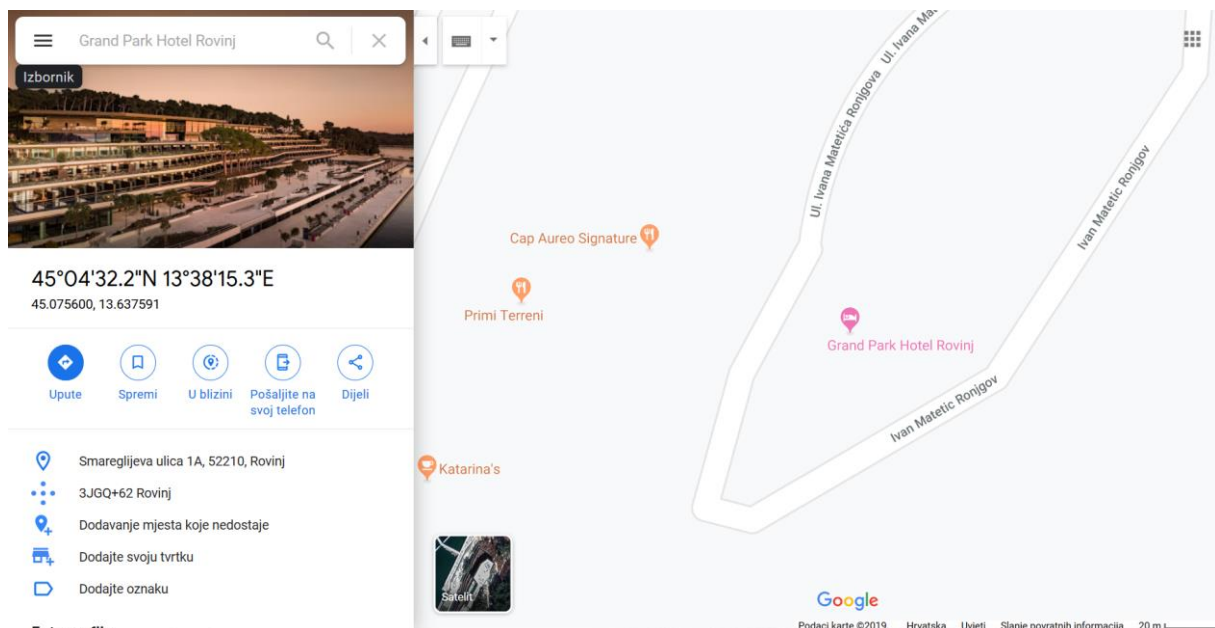 Grand Park Hotel Rovinj
Izbornik
45°04'32.2"N 13°38'15.3"E
45.075600, 13.637591
Upute
Spremi
U blizini
Pošaljite na
svoj telefon
Dijeli
Smareglijeva ulica 1A, 52210, Rovinj
3JGQ+62 Rovinj
Dodavanje mjesta koje nedostaje
Dodajte svoju tvrtku
Dodajte oznaku
Ul. Ivana Matetića Ronjgova
Ul. Ivana
Ivan Matetic Ronjgov
Cap Aureo Signature
Primi Terreni
Grand Park Hotel Rovinj
Ivan Matetic Ronjgov
Katarina's
Satelit
Google
Podaci karte ©2019 Hrvatska Uvjeti Slanje povratnih informacija 20 m